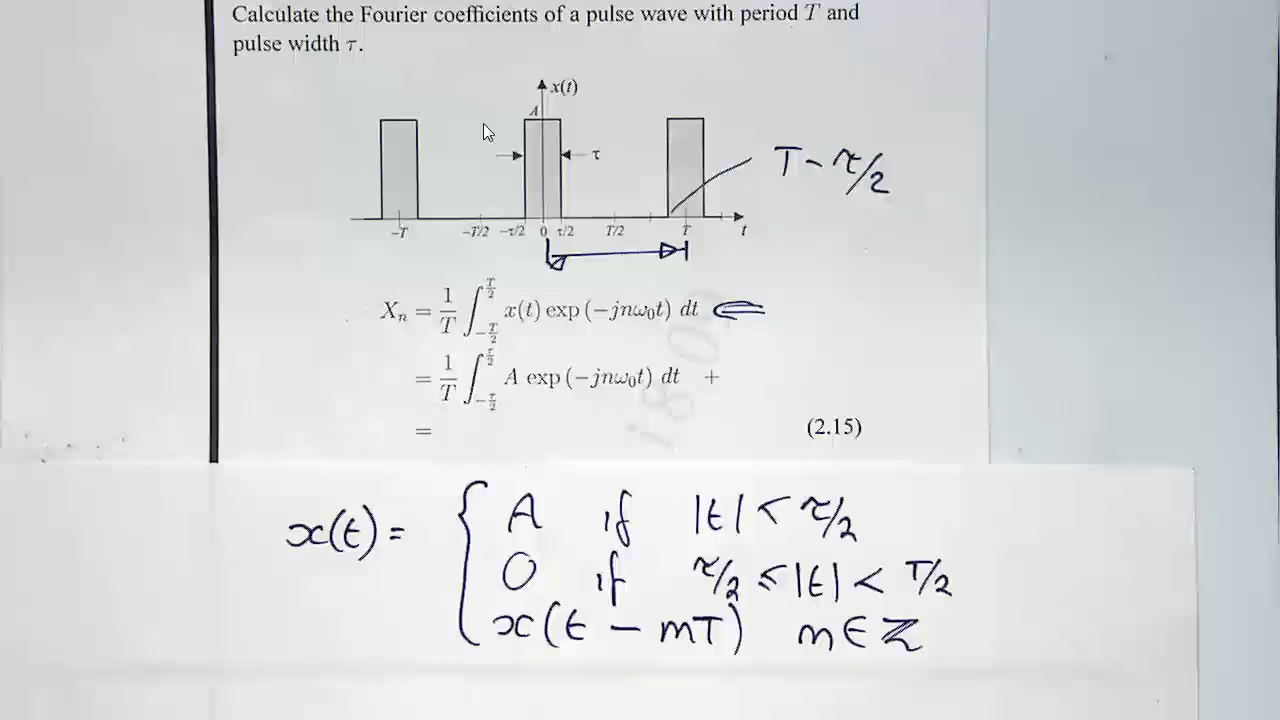 Calculate the Fourier coefficients of a pulse wave with period T and
pulse width τ.
x(t)
A
τ
T - τ/2
-T -T/2 -τ/2 0 τ/2 T/2 T t
X_n = 1/T ∫_{-T/2}^{T/2} x(t) exp (-jnω₀t) dt
= 1/T ∫_{-τ/2}^{τ/2} A exp (-jnω₀t) dt +
= (2.15)
x(t) = { A if |t| < τ/2
0 if τ/2 ≤ |t| < T/2
x(t - mT) m ∈ ℤ